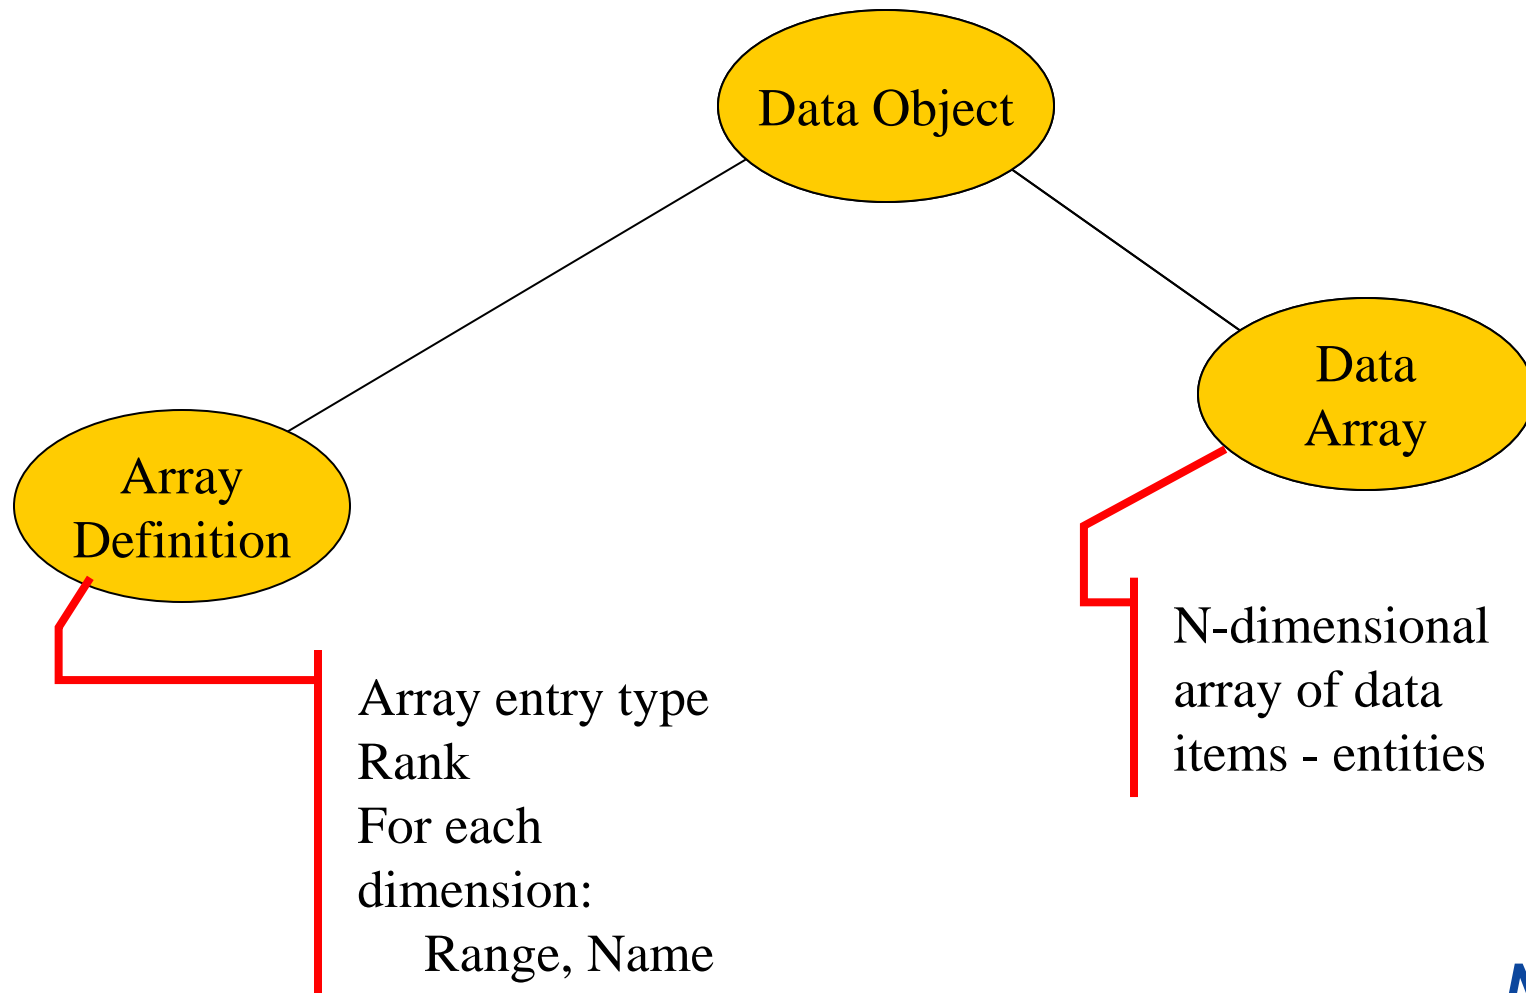 Data Object
Data
Array
Array
Definition
N-dimensional
array of data
items - entities
Array entry type
Rank
For each
dimension:
Range, Name